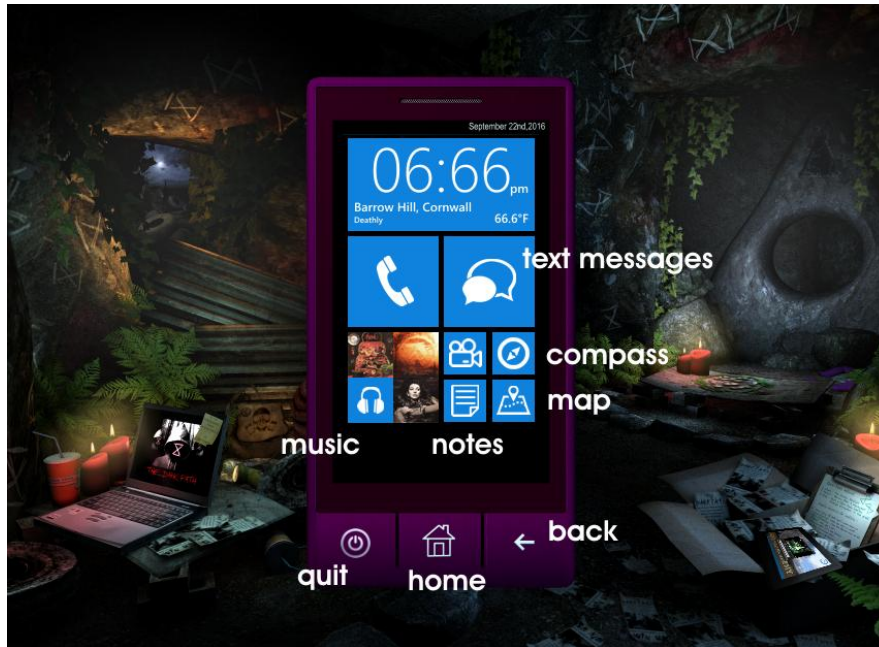 September 22nd,2016
06:66pm
Barrow Hill, Cornwall
Deathly 66.6°F
text messages
compass
map
music notes
back
quit
home